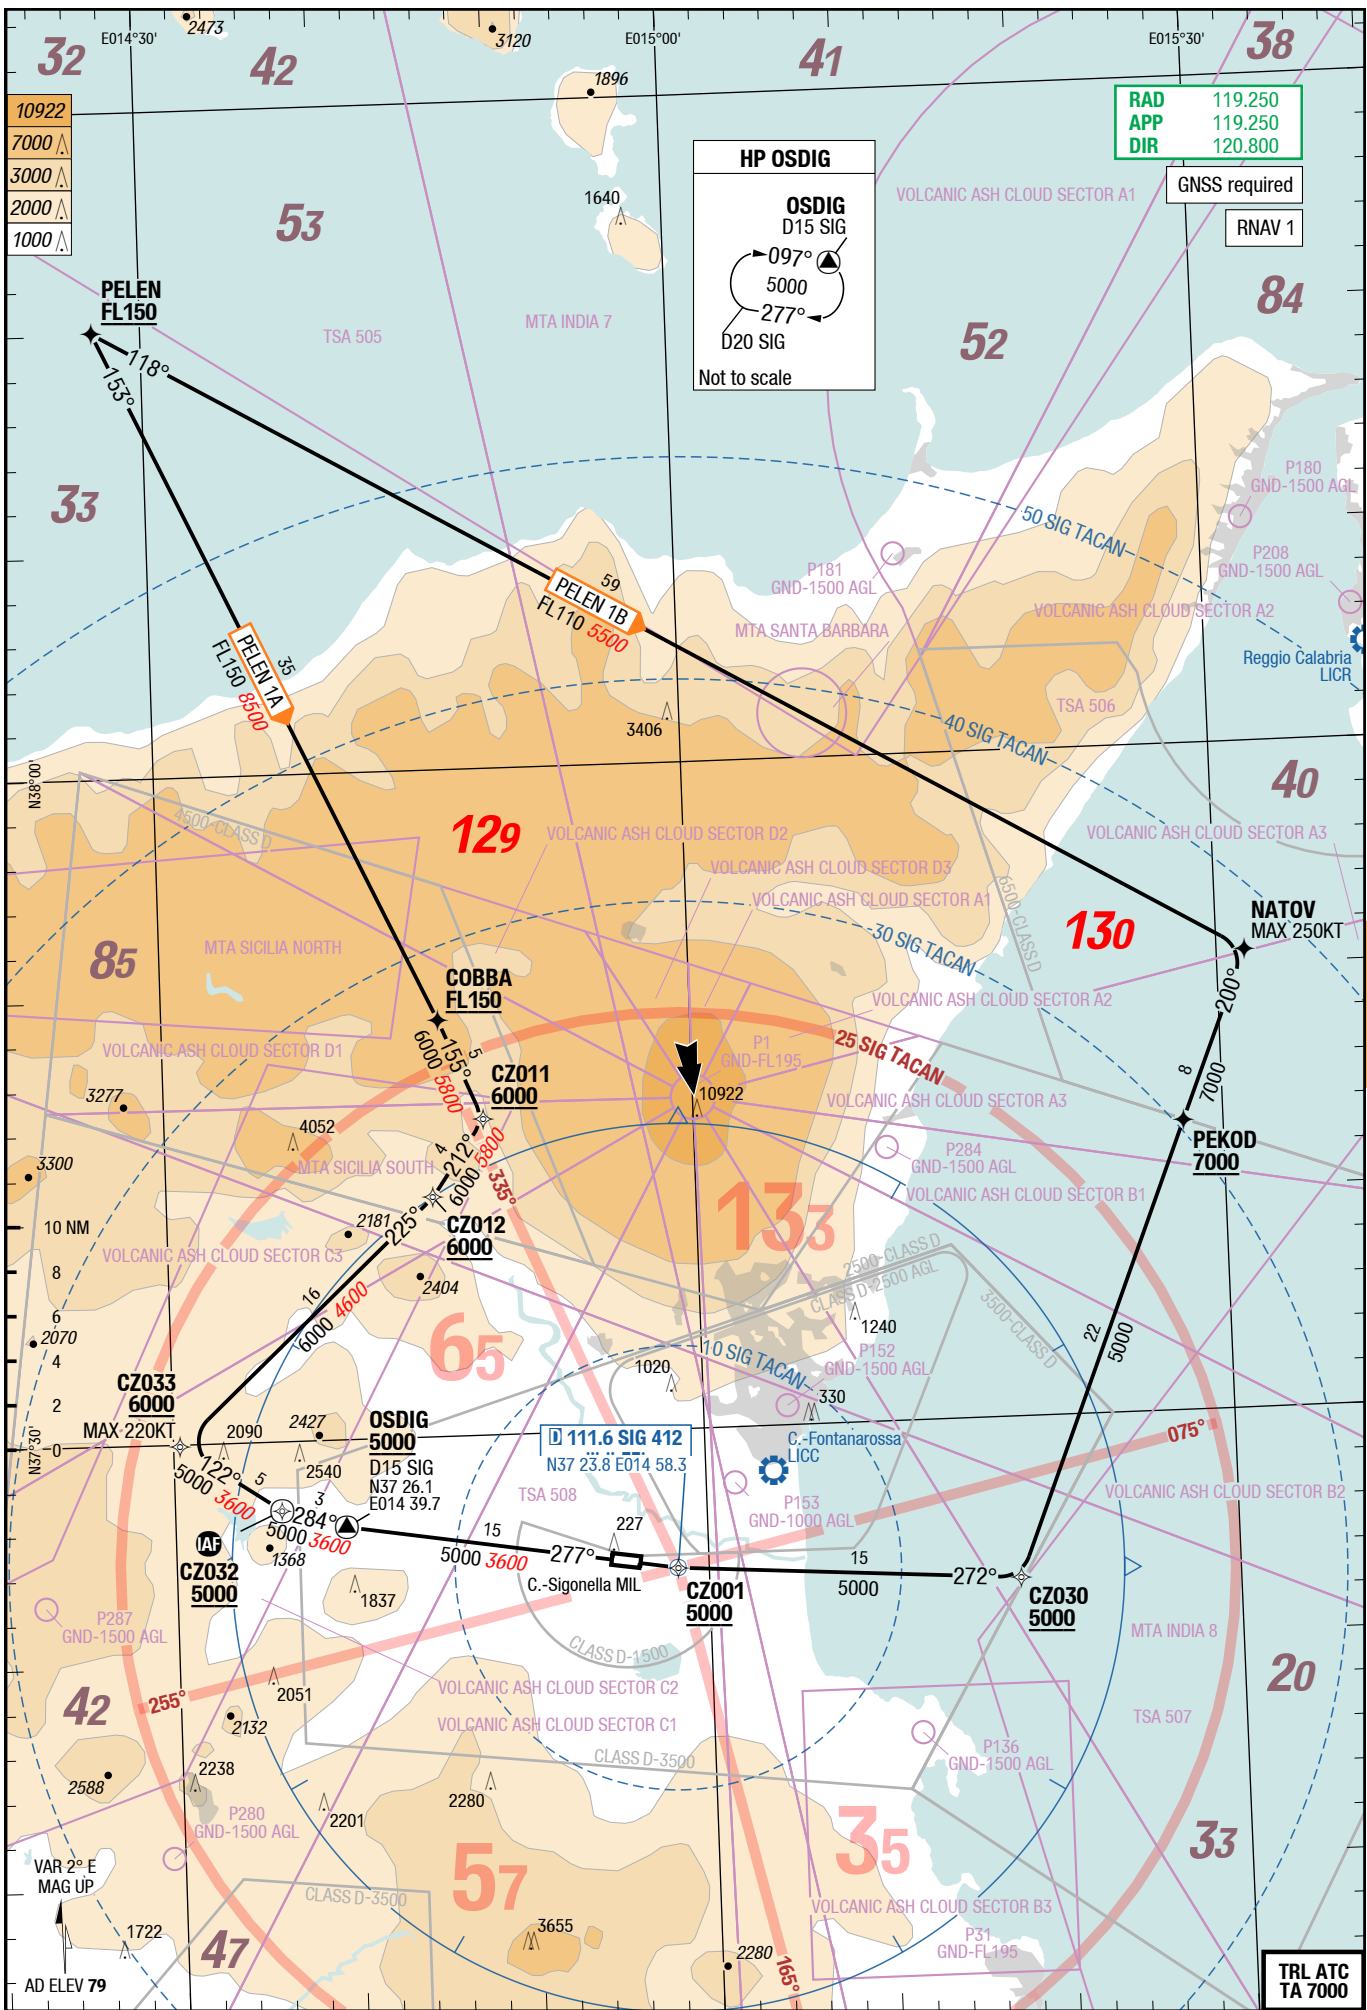 2473
3120
E014°30'
E015°00'
E015°30'
32
42
41
38
1896
10922
7000
3000
2000
1000
RAD 119.250
APP 119.250
DIR 120.800
GNSS required
RNAV 1
HP OSDIG
OSDIG
D15 SIG
097°
5000
277°
D20 SIG
Not to scale
VOLCANIC ASH CLOUD SECTOR A1
1640
53
84
PELEN
FL150
TSA 505
MTA INDIA 7
52
118°
153°
33
50 SIG TACAN
P180
GND-1500 AGL
P208
GND-1500 AGL
P181
GND-1500 AGL
59
PELEN 1B
FL110 5500
VOLCANIC ASH CLOUD SECTOR A2
MTA SANTA BARBARA
Reggio Calabria
LICR
35
PELEN 1A
FL150 8500
TSA 506
3406
40 SIG TACAN
N38°00'
40
4500-CLASS D
129
VOLCANIC ASH CLOUD SECTOR D2
VOLCANIC ASH CLOUD SECTOR A3
VOLCANIC ASH CLOUD SECTOR D3
VOLCANIC ASH CLOUD SECTOR A1
6500-CLASS D
130
NATOV
MAX 250KT
85
MTA SICILIA NORTH
30 SIG TACAN
COBBA
FL150
200°
VOLCANIC ASH CLOUD SECTOR A2
VOLCANIC ASH CLOUD SECTOR D1
5
155°
6000 5800
P1
GND-FL195
25 SIG TACAN
8
7000
CZ011
6000
3277
10922
VOLCANIC ASH CLOUD SECTOR A3
4052
PEKOD
7000
4
212°
6000 5800
P284
GND-1500 AGL
3300
MTA SICILIA SOUTH
335°
VOLCANIC ASH CLOUD SECTOR B1
133
10 NM
2181
225°
CZ012
6000
VOLCANIC ASH CLOUD SECTOR C3
2500-CLASS D
CLASS D-2500 AGL
8
2404
16
6000 4600
3500-CLASS D
6
1240
2070
65
22
5000
4
10 SIG TACAN
P152
GND-1500 AGL
1020
CZ033
6000
MAX 220KT
2
330
2090
2427
OSDIG
5000
D15 SIG
N37 26.1
E014 39.7
D 111.6 SIG 412
N37 23.8 E014 58.3
C.-Fontanarossa
LICC
075°
N37°30'
0
2540
122°
5
5000 3600
TSA 508
P153
GND-1000 AGL
VOLCANIC ASH CLOUD SECTOR B2
3
284°
5000 3600
227
15
5000 3600
277°
IAF
CZ032
5000
1368
C.-Sigonella MIL
15
5000
272°
CZ001
5000
CZ030
5000
1837
P287
GND-1500 AGL
MTA INDIA 8
CLASS D-1500
20
2051
VOLCANIC ASH CLOUD SECTOR C2
255°
42
2132
VOLCANIC ASH CLOUD SECTOR C1
TSA 507
P136
GND-1500 AGL
CLASS D-3500
2588
2238
2280
2201
P280
GND-1500 AGL
35
33
VAR 2° E
MAG UP
57
CLASS D-3500
VOLCANIC ASH CLOUD SECTOR B3
3655
P31
GND-FL195
1722
47
2280
165°
AD ELEV 79
TRL ATC
TA 7000